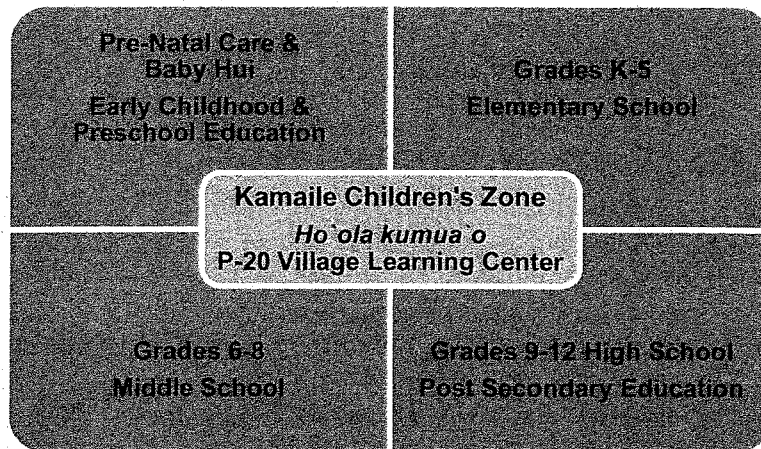 Pre-Natal Care &
Baby Hui
Early Childhood &
Preschool Education
Grades K-5
Elementary School
Kamaile Children's Zone
Ho`ola kumua`o
P-20 Village Learning Center
Grades 6-8
Middle School
Grades 9-12 High School
Post Secondary Education